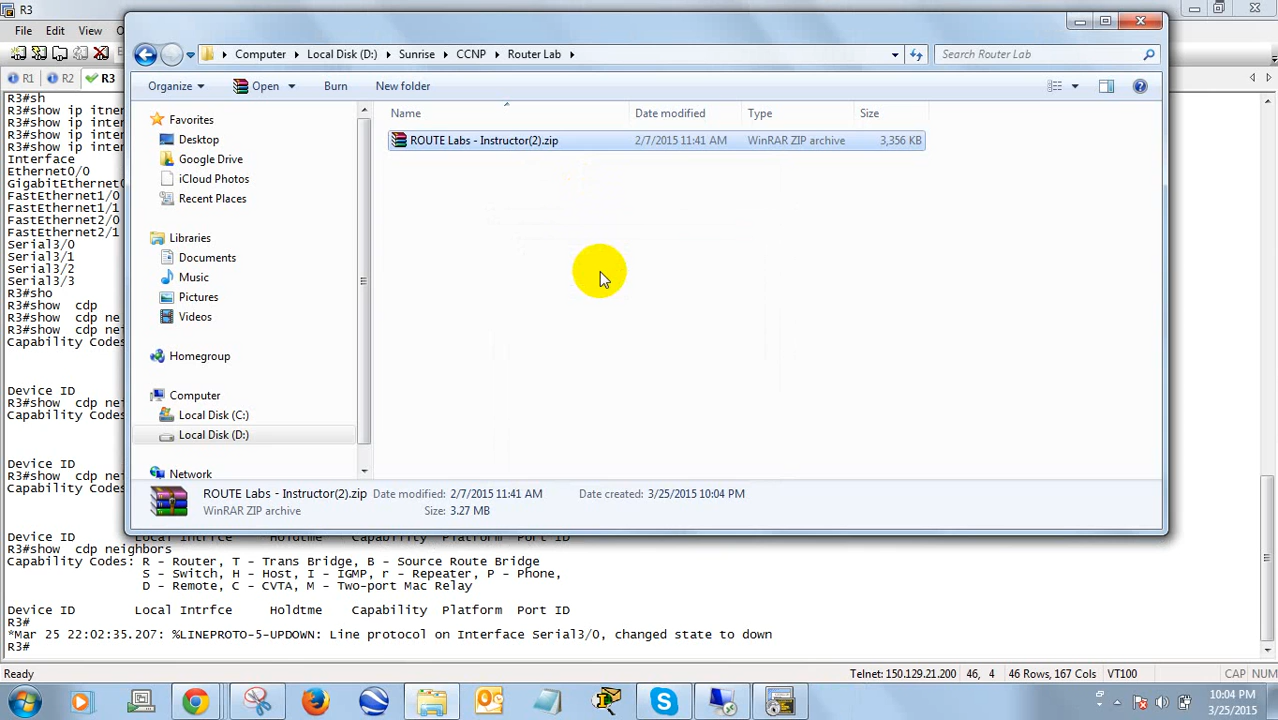 R3
File Edit View
R1 R2 R3
Computer Local Disk (D:) Sunrise CCNP Router Lab
Search Router Lab
Organize Open Burn New folder
Name Date modified Type Size
ROUTE Labs - Instructor(2).zip 2/7/2015 11:41 AM WinRAR ZIP archive 3,356 KB
Favorites
Desktop
Google Drive
iCloud Photos
Recent Places
Libraries
Documents
Music
Pictures
Videos
Homegroup
Computer
Local Disk (C:)
Local Disk (D:)
Network
ROUTE Labs - Instructor(2).zip Date modified: 2/7/2015 11:41 AM Date created: 3/25/2015 10:04 PM
WinRAR ZIP archive Size: 3.27 MB
R3#sh
R3#show ip itner
R3#show ip inter
R3#show ip inter
R3#show ip inter
Interface
Ethernet0/0
GigabitEthernet0
FastEthernet1/0
FastEthernet1/1
FastEthernet2/0
FastEthernet2/1
Serial3/0
Serial3/1
Serial3/2
Serial3/3
R3#sho
R3#show cdp
R3#show cdp ne
R3#show cdp ne
Capability Codes:
Device ID
R3#show cdp ne
Capability Codes
Device ID
R3#show cdp ne
Capability Codes
Device ID Local Intrfce Holdtme Capability Platform Port ID
R3#show cdp neighbors
Capability Codes: R - Router, T - Trans Bridge, B - Source Route Bridge
S - Switch, H - Host, I - IGMP, r - Repeater, P - Phone,
D - Remote, C - CVTA, M - Two-port Mac Relay
Device ID Local Intrfce Holdtme Capability Platform Port ID
R3#
*Mar 25 22:02:35.207: %LINEPROTO-5-UPDOWN: Line protocol on Interface Serial3/0, changed state to down
R3#
Ready Telnet: 150.129.21.200 46, 4 46 Rows, 167 Cols VT100 CAP NUM
10:04 PM
3/25/2015